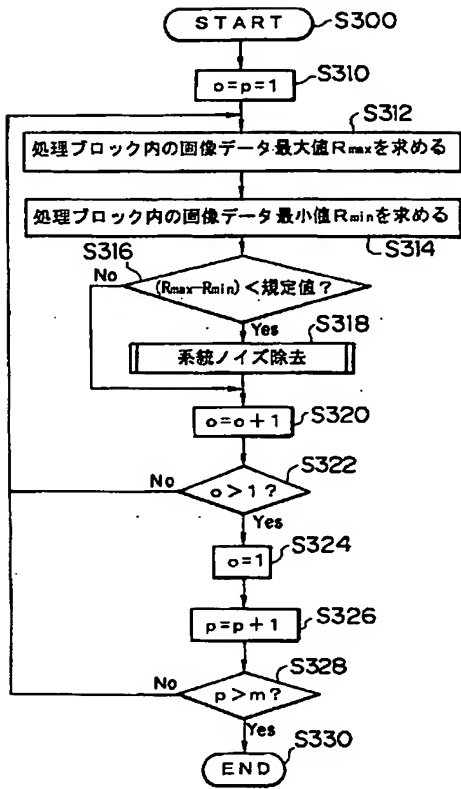 START
S300
o=p=1
S310
S312
処理ブロック内の画像データ最大値Rmaxを求める
処理ブロック内の画像データ最小値Rminを求める
S314
S316
No
(Rmax-Rmin)<規定値?
Yes
S318
系統ノイズ除去
o=o+1
S320
S322
No
o>1?
Yes
S324
o=1
p=p+1
S326
S328
No
p>m?
Yes
S330
END